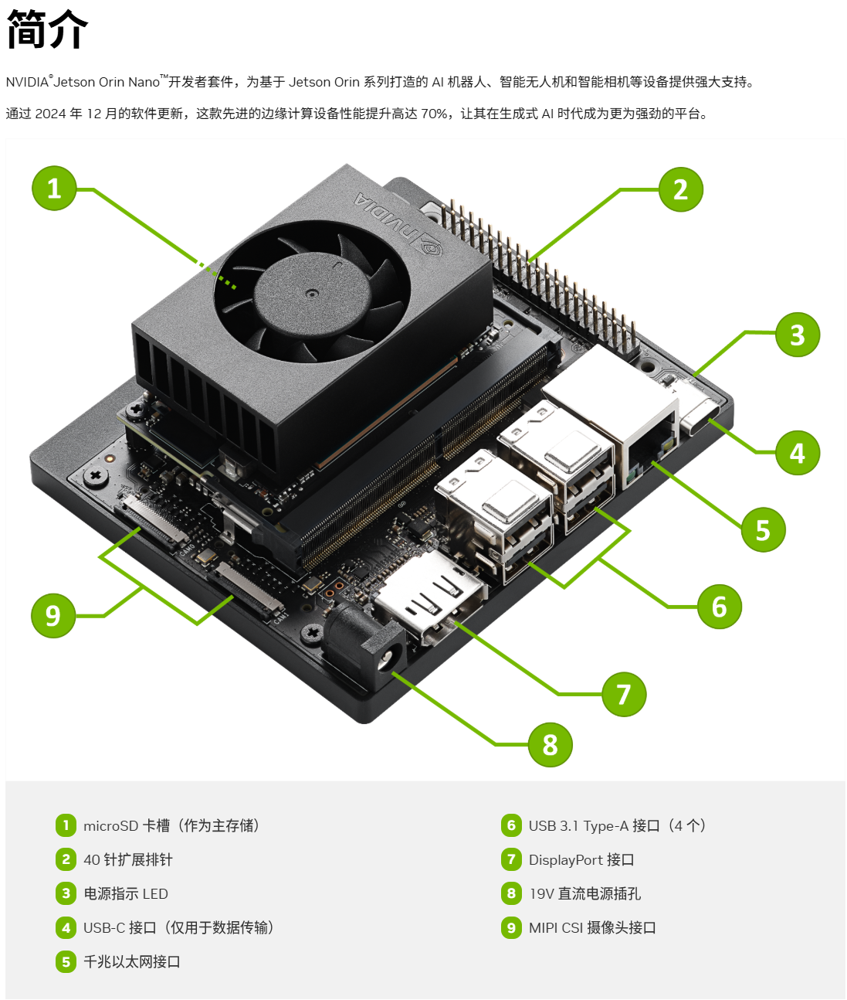 简介
NVIDIA®Jetson Orin Nano™开发者套件，为基于 Jetson Orin 系列打造的 AI 机器人、智能无人机和智能相机等设备提供强大支持。
通过 2024 年 12 月的软件更新，这款先进的边缘计算设备性能提升高达 70%，让其在生成式 AI 时代成为更为强劲的平台。
1
2
NVIDIA
3
4
5
CAM0
6
9
CAM1
7
8
1 microSD 卡槽（作为主存储）
2 40 针扩展排针
3 电源指示 LED
4 USB-C 接口（仅用于数据传输）
5 千兆以太网接口
6 USB 3.1 Type-A 接口（4 个）
7 DisplayPort 接口
8 19V 直流电源插孔
9 MIPI CSI 摄像头接口